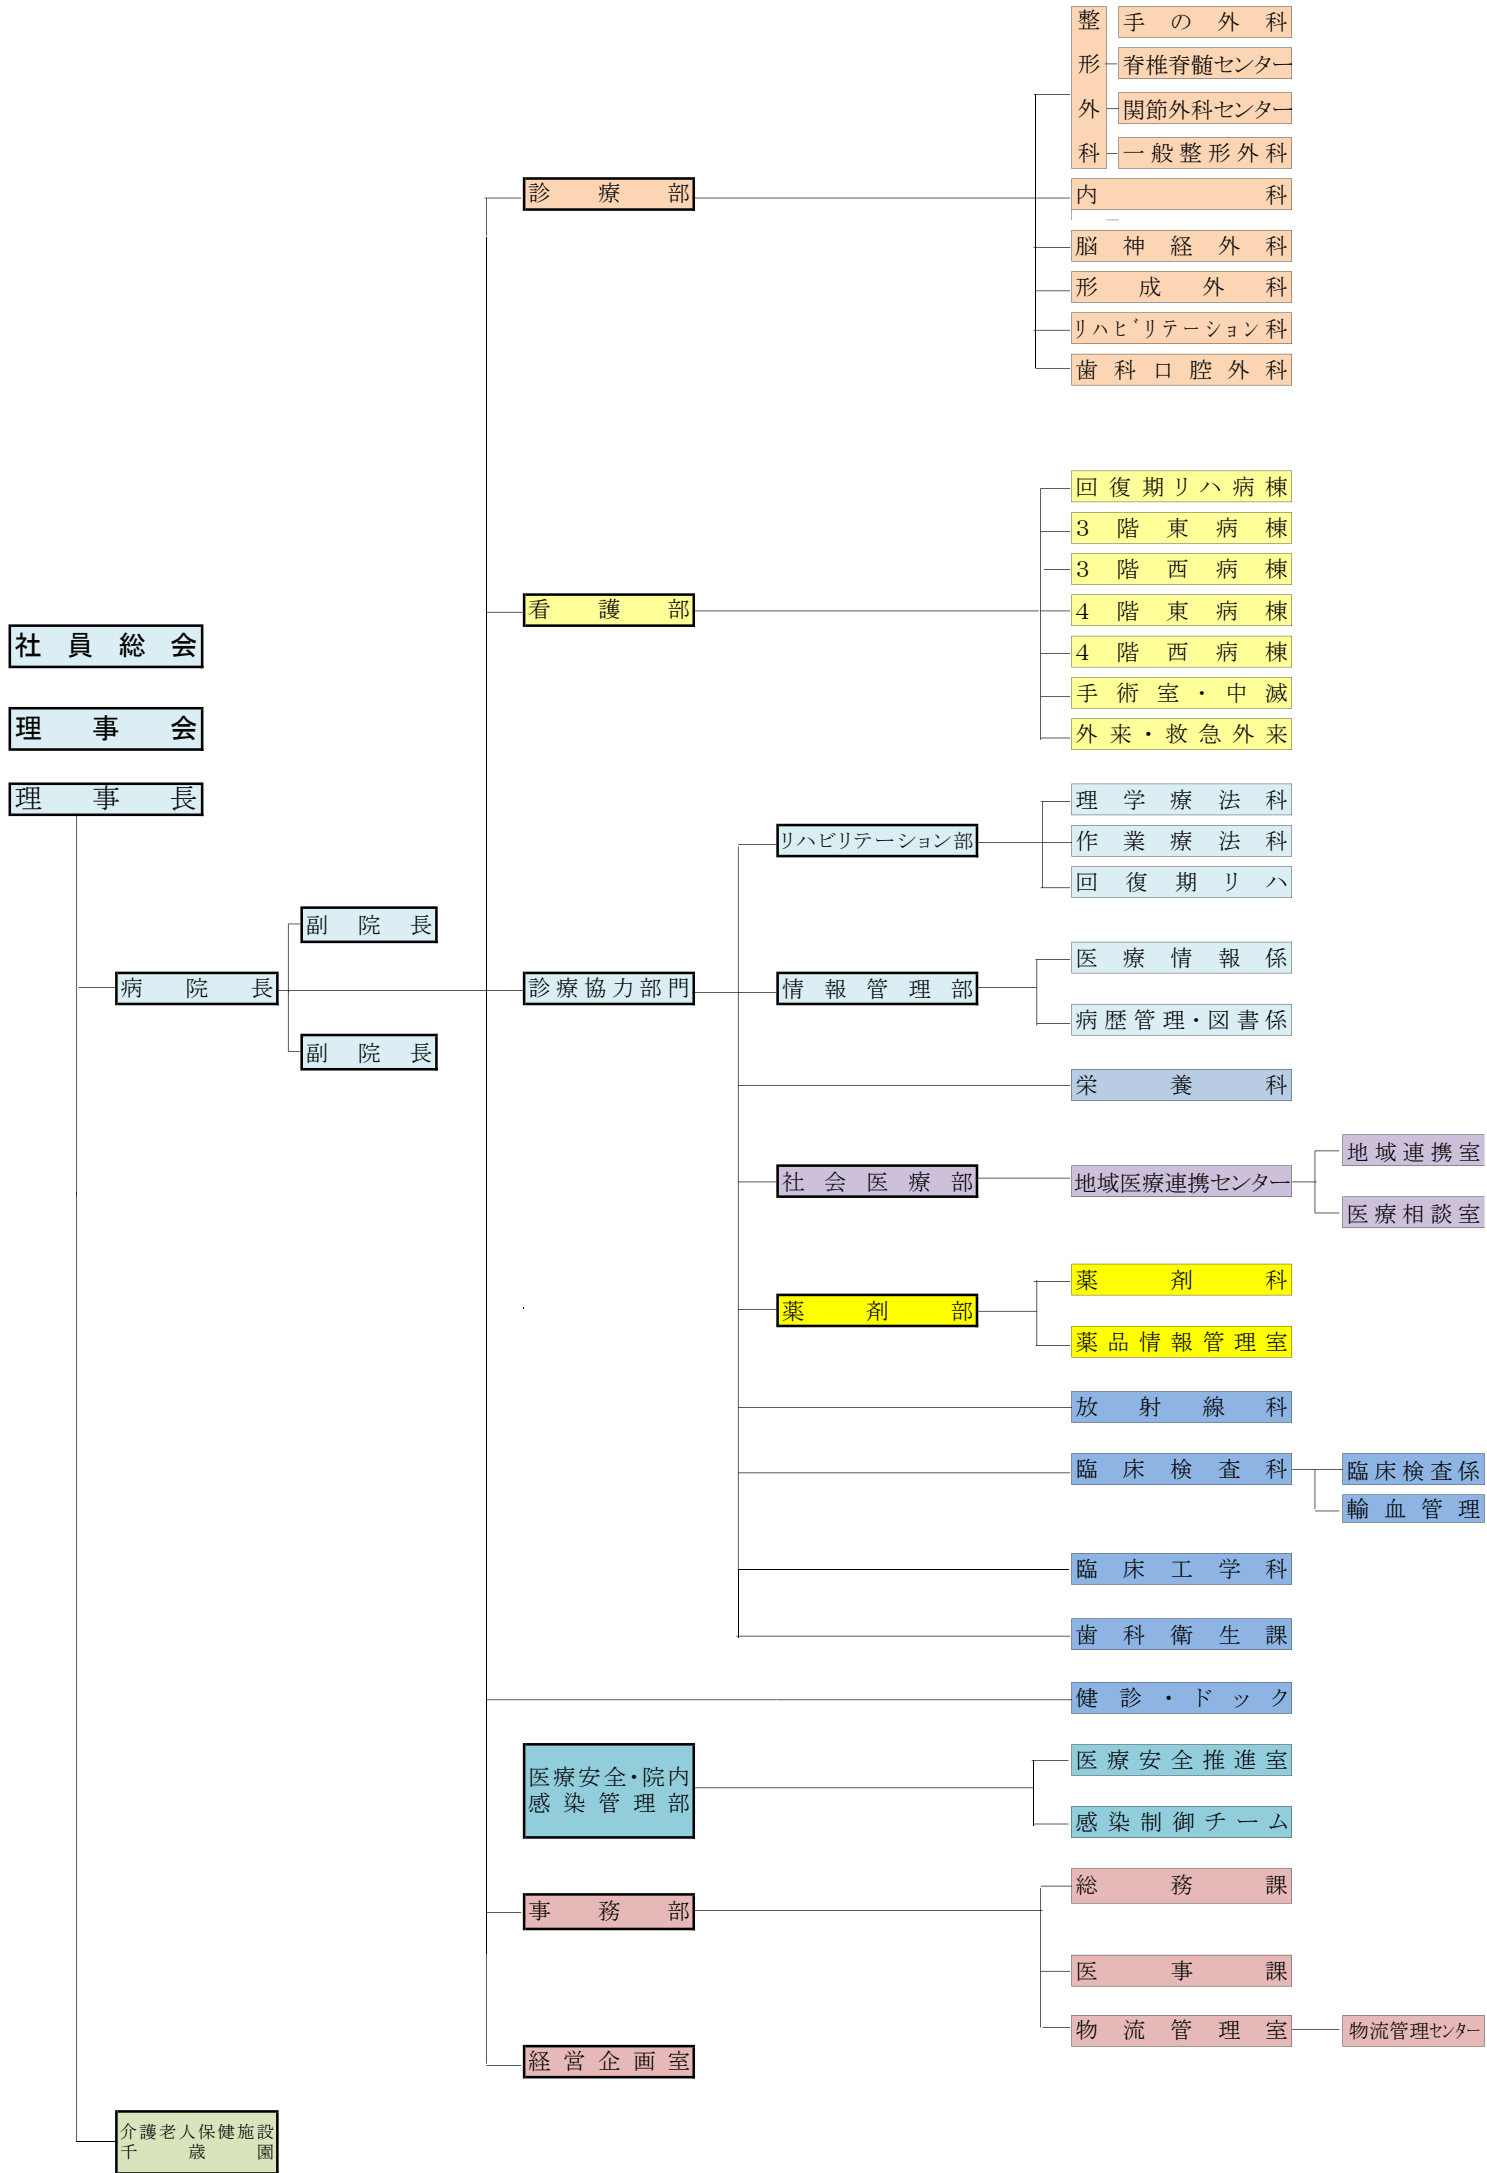 整形外科
手の外科
脊椎脊髄センター
関節外科センター
一般整形外科
診療部
内科
脳神経外科
形成外科
リハビリテーション科
歯科口腔外科
回復期リハ病棟
3階東病棟
3階西病棟
看護部
4階東病棟
4階西病棟
手術室・中滅
外来・救急外来
社員総会
理事会
理事長
理学療法科
リハビリテーション部
作業療法科
回復期リハ
副院長
病院長
副院長
診療協力部門
情報管理部
医療情報係
病歴管理・図書係
栄養科
社会医療部
地域医療連携センター
地域連携室
医療相談室
薬剤部
薬剤科
薬品情報管理室
放射線科
臨床検査科
臨床検査係
輸血管理
臨床工学科
歯科衛生課
健診・ドック
医療安全・院内
感染管理部
医療安全推進室
感染制御チーム
事務部
総務課
医事課
物流管理室
物流管理センター
経営企画室
介護老人保健施設
千歳園